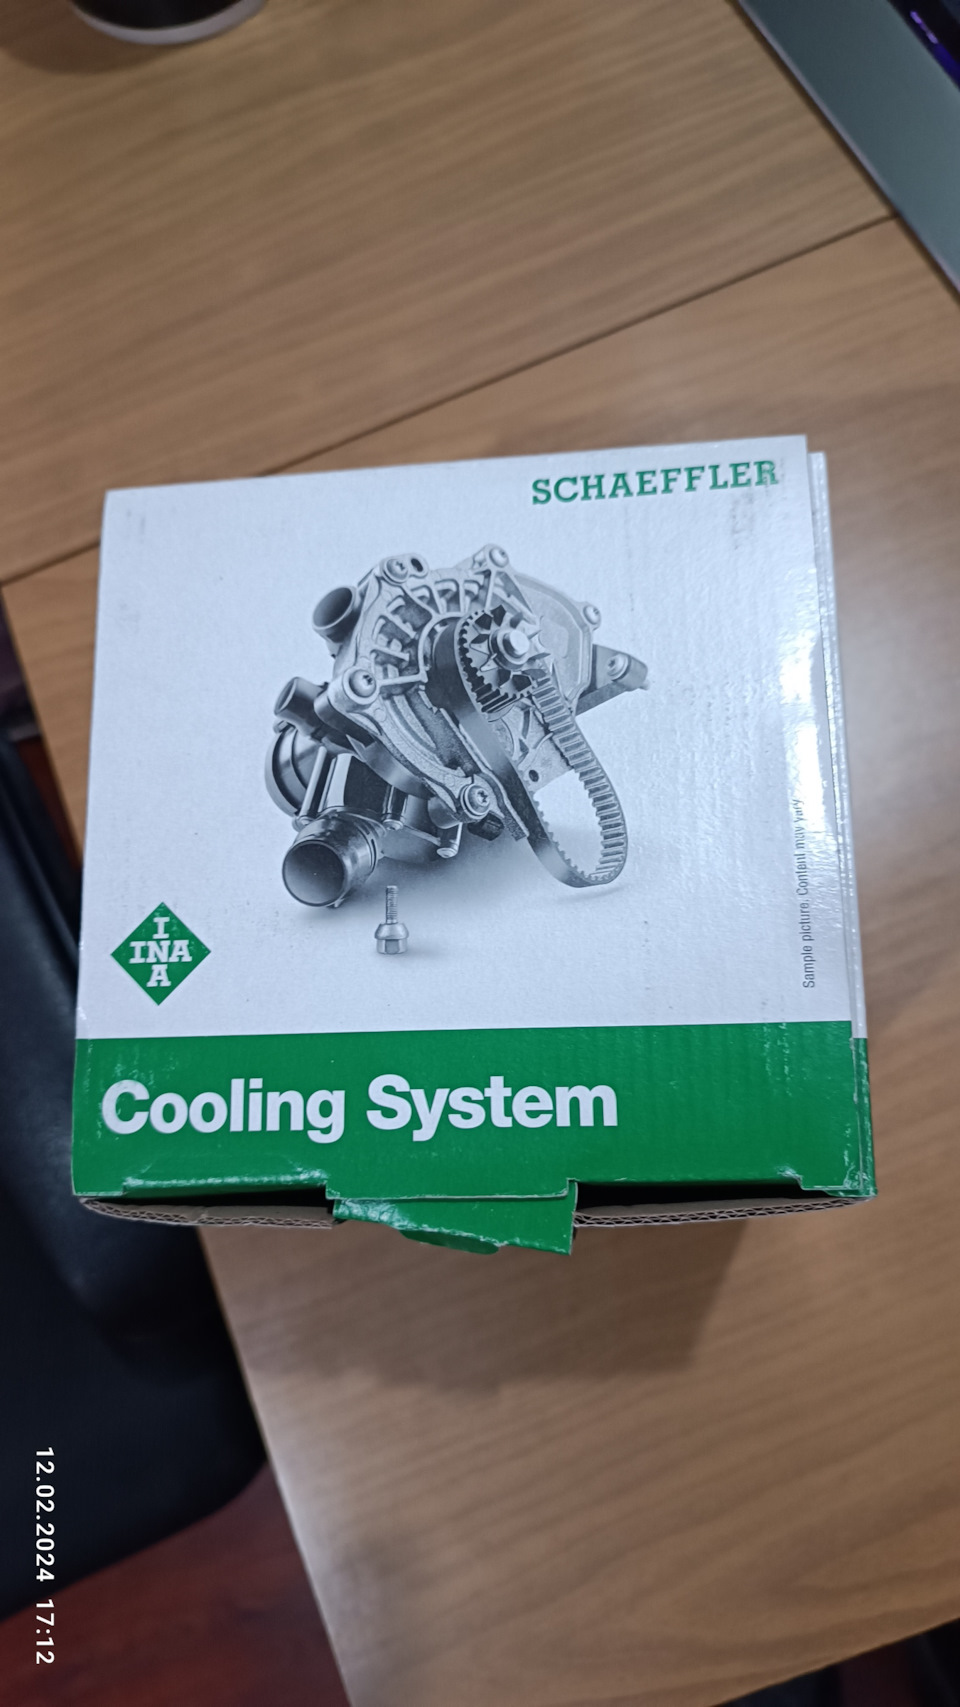 SCHAEFFLER
Sample picture. Content may vary.
I
INA
A
Cooling System
12.02.2024 17:12